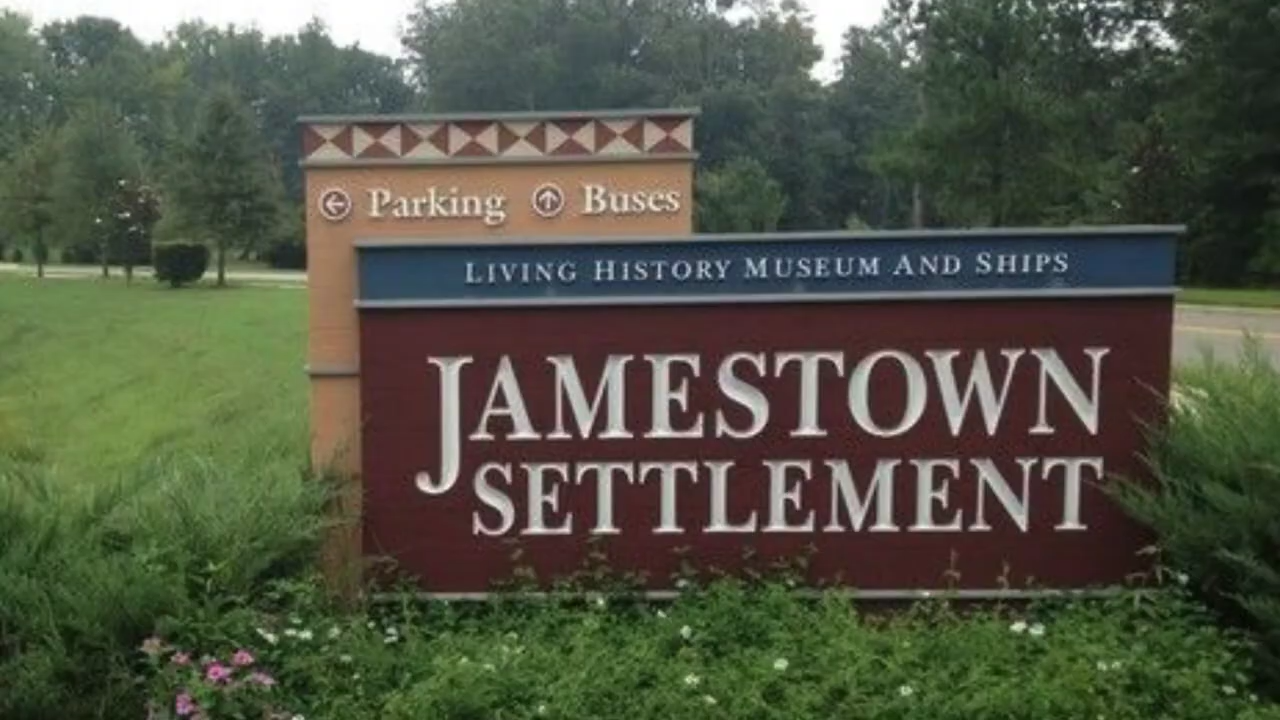 Parking Buses
LIVING HISTORY MUSEUM AND SHIPS
JAMESTOWN
SETTLEMENT